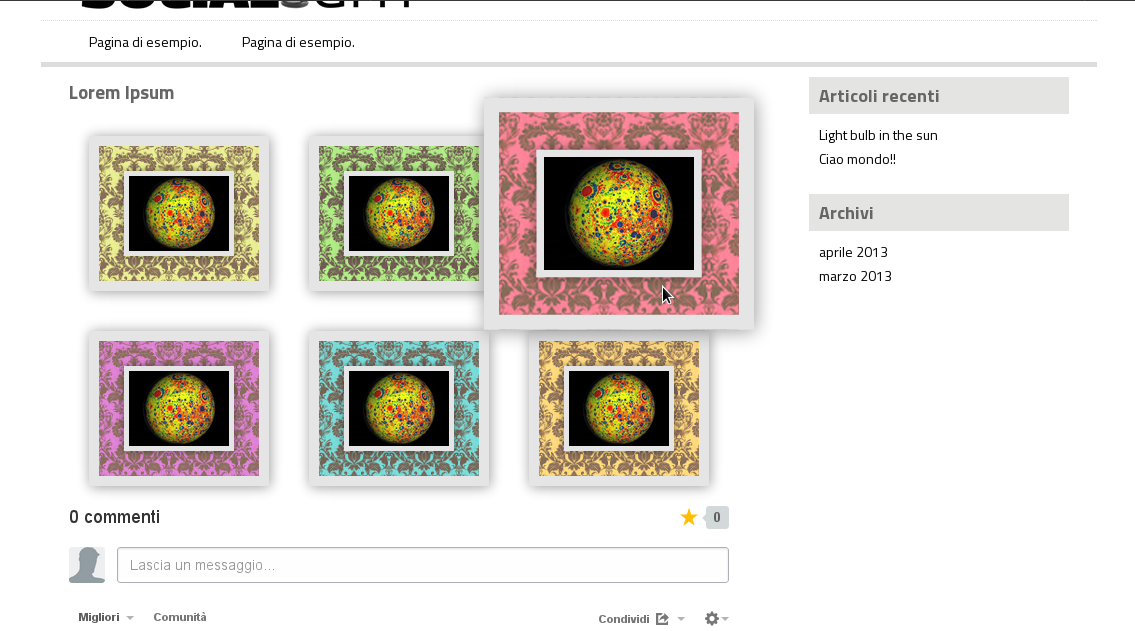 Pagina di esempio. Pagina di esempio.
Lorem Ipsum
Articoli recenti
Light bulb in the sun
Ciao mondo!!
Archivi
aprile 2013
marzo 2013
0 commenti
0
Lascia un messaggio...
Migliori Comunità Condividi